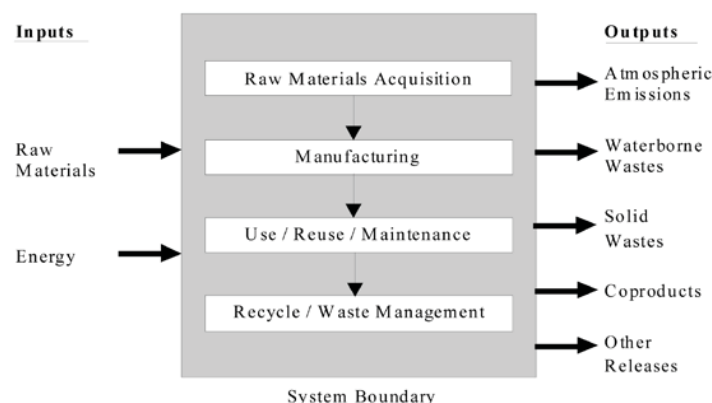 Inputs
Raw
Materials
Energy
Raw Materials Acquisition
Manufacturing
Use / Reuse / Maintenance
Recycle / Waste Management
System Boundary
Outputs
Atmospheric
Emissions
Waterborne
Wastes
Solid
Wastes
Coproducts
Other
Releases